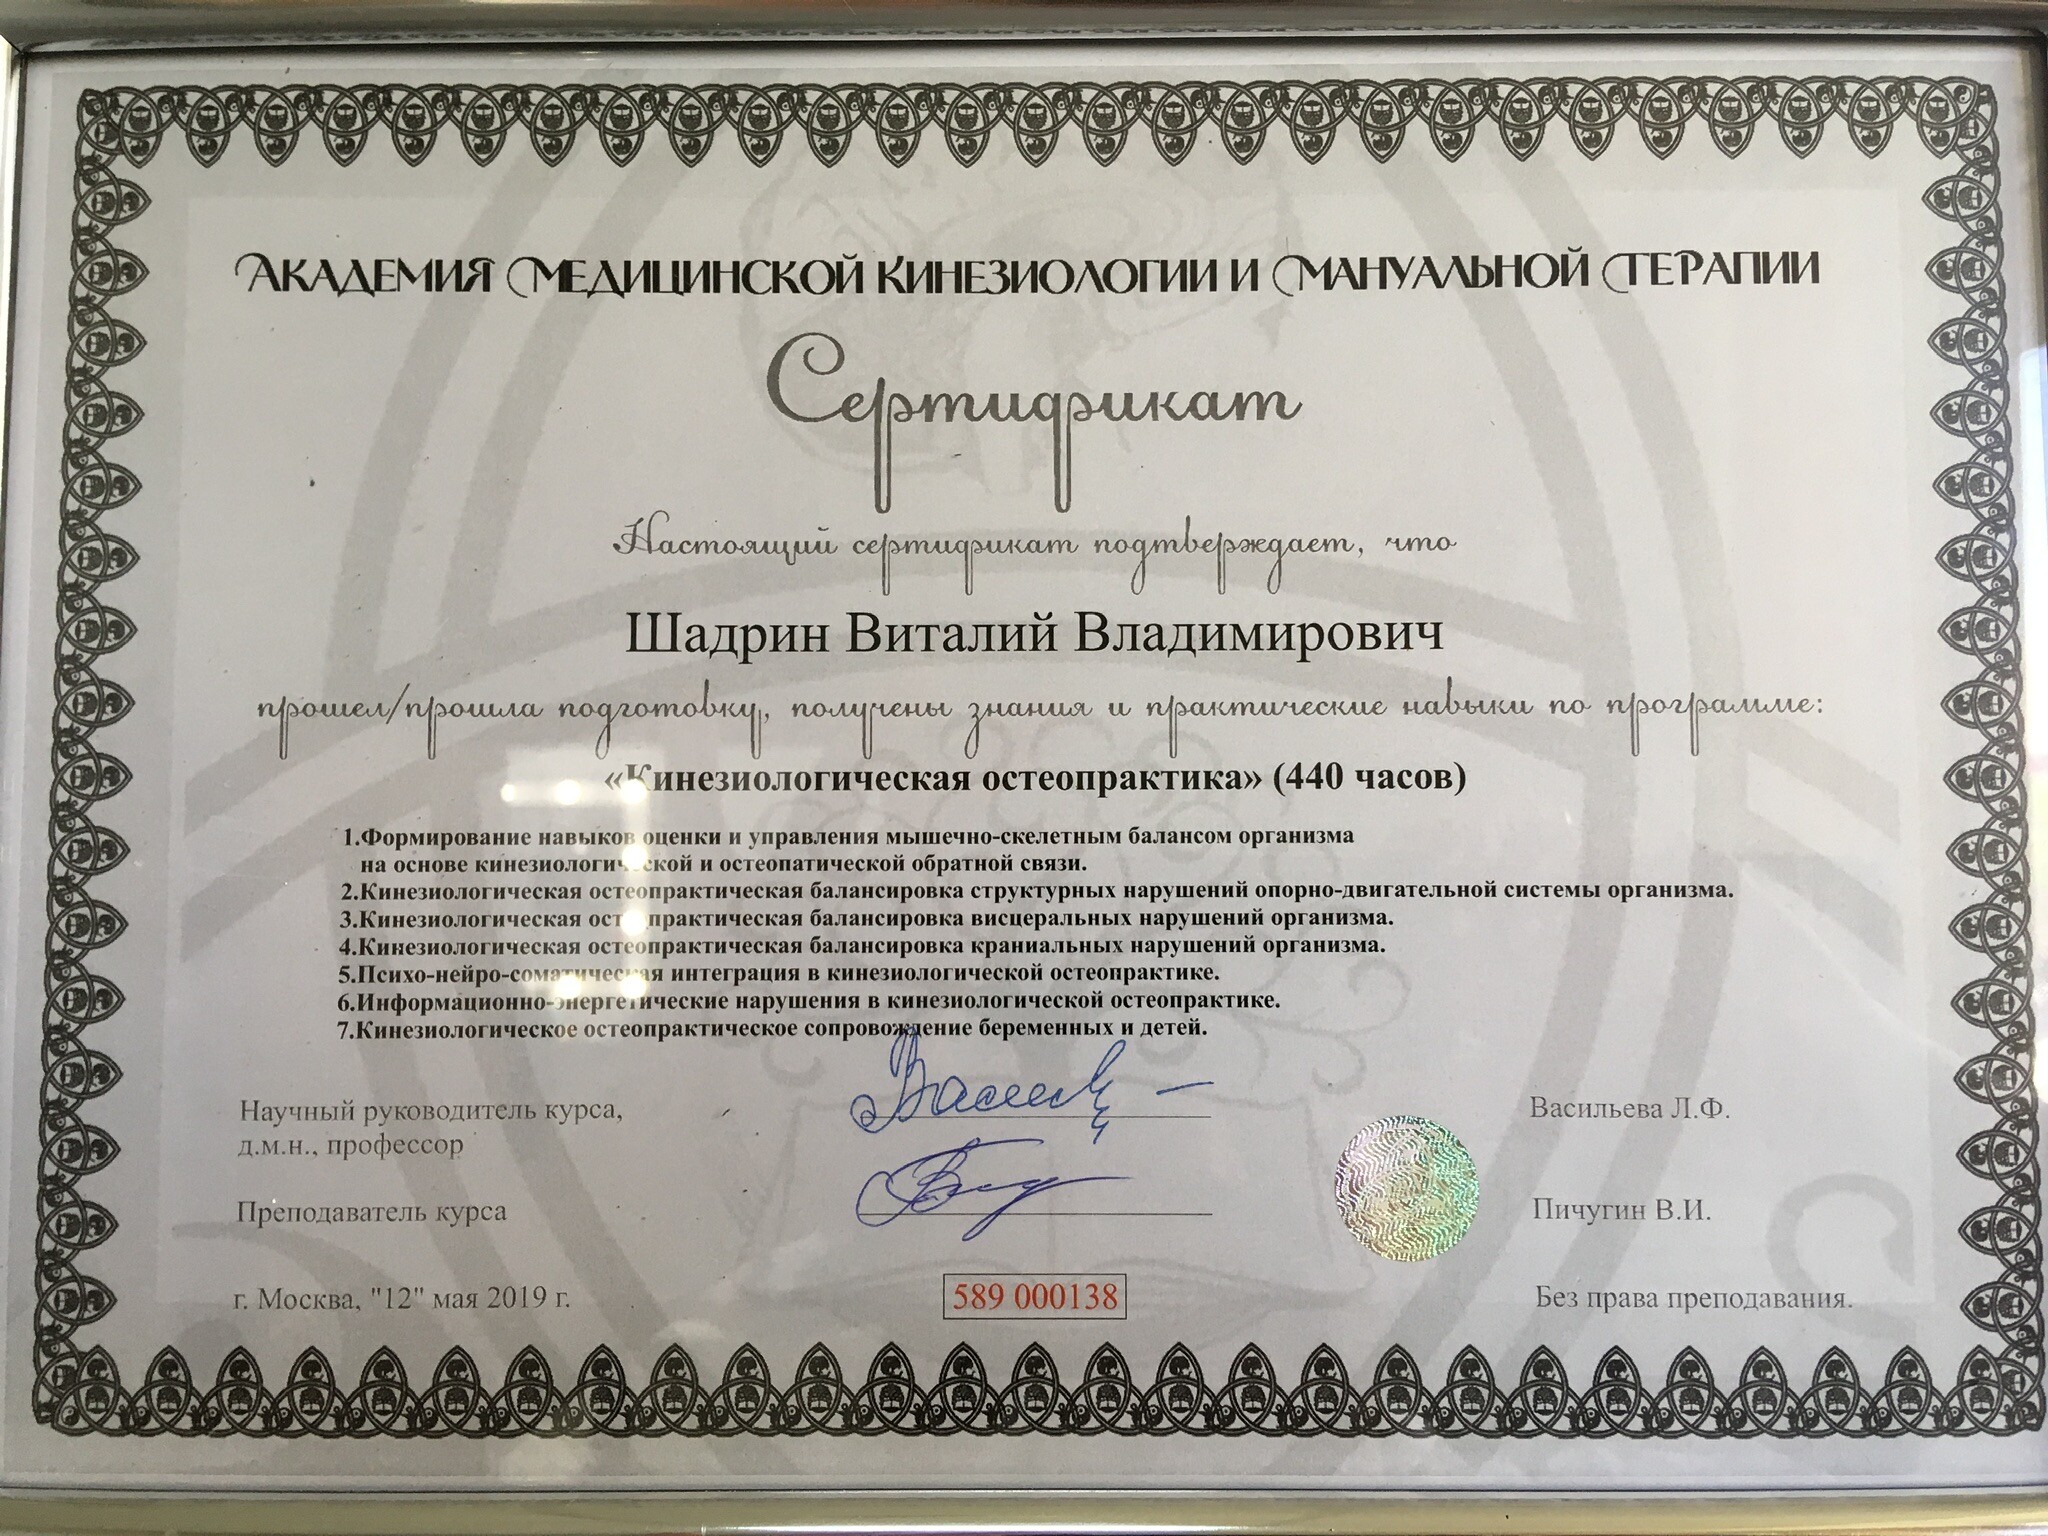 Академия Медицинской Кинезиологии и Мануальной Терапии
Сертификат
Настоящий сертификат подтверждает, что
Шадрин Виталий Владимирович
прошел/прошла подготовку, получены знания и практические навыки по программе:
«Кинезиологическая остеопрактика» (440 часов)
1.Формирование навыков оценки и управления мышечно-скелетным балансом организма
на основе кинезиологической и остеопатической обратной связи.
2.Кинезиологическая остеопрактическая балансировка структурных нарушений опорно-двигательной системы организма.
3.Кинезиологическая остеопрактическая балансировка висцеральных нарушений организма.
4.Кинезиологическая остеопрактическая балансировка краниальных нарушений организма.
5.Психо-нейро-соматическая интеграция в кинезиологической остеопрактике.
6.Информационно-энергетические нарушения в кинезиологической остеопрактике.
7.Кинезиологическое остеопрактическое сопровождение беременных и детей.
Научный руководитель курса,
д.м.н., профессор
Васильева Л.Ф.
Преподаватель курса
Пичугин В.И.
г. Москва, "12" мая 2019 г.
589 000138
Без права преподавания.